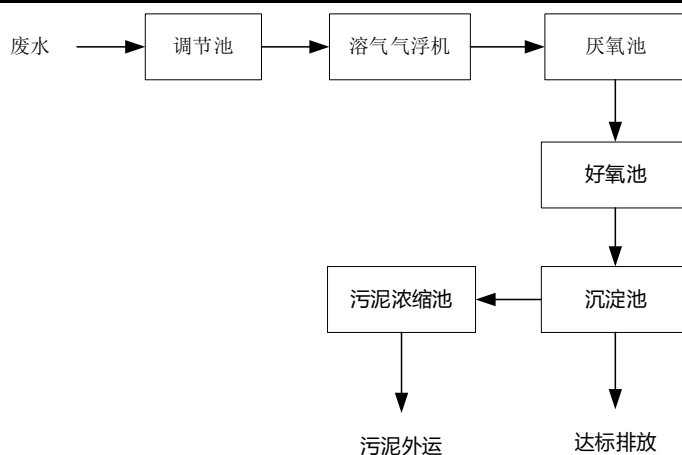 废水
调节池
溶气气浮机
厌氧池
好氧池
污泥浓缩池
沉淀池
污泥外运
达标排放